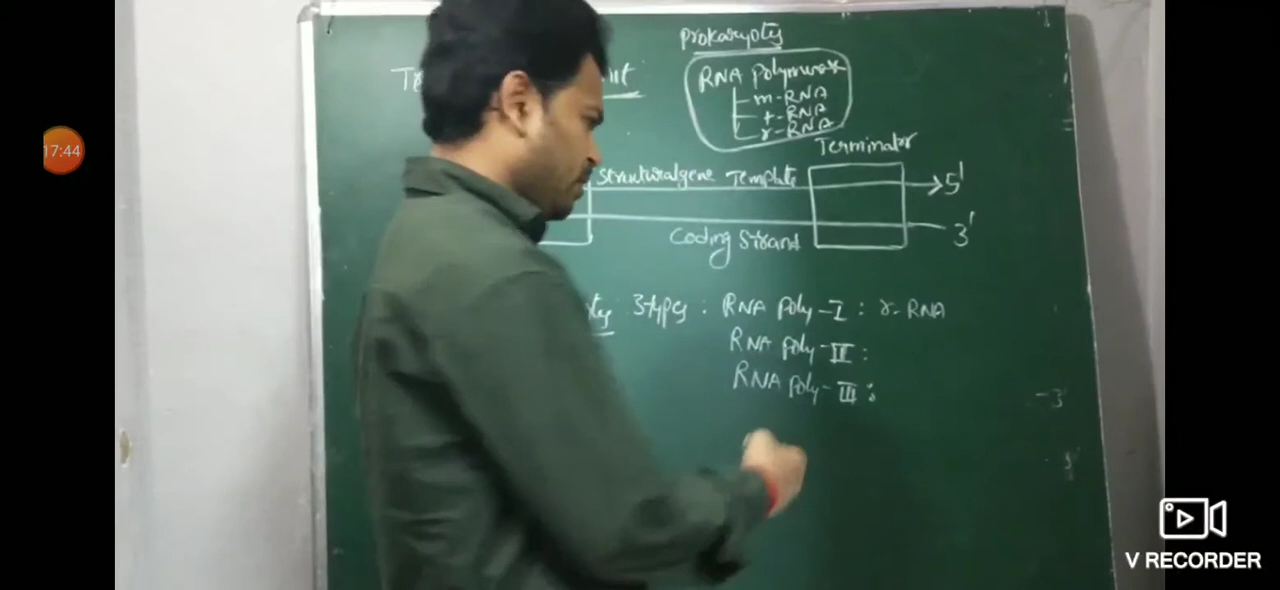 Prokaryotes
RNA Polymerase
m-RNA
t-RNA
r-RNA
Terminator
Structural gene Template
5'
Coding Strand
3'
3 types : RNA Poly-I : r-RNA
RNA Poly-II :
RNA Poly-III :
17:44
V RECORDER